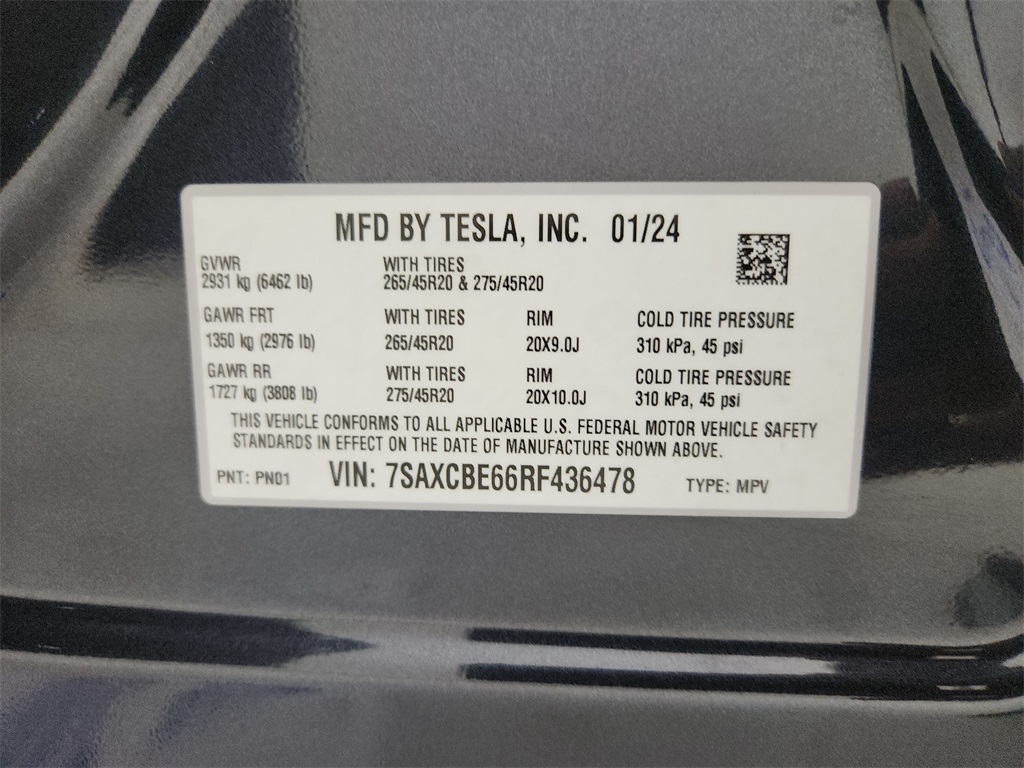 MFD BY TESLA, INC. 01/24
GVWR WITH TIRES
2931 kg (6462 lb) 265/45R20 & 275/45R20
GAWR FRT WITH TIRES RIM COLD TIRE PRESSURE
1350 kg (2976 lb) 265/45R20 20X9.0J 310 kPa, 45 psi
GAWR RR WITH TIRES RIM COLD TIRE PRESSURE
1727 kg (3808 lb) 275/45R20 20X10.0J 310 kPa, 45 psi
THIS VEHICLE CONFORMS TO ALL APPLICABLE U.S. FEDERAL MOTOR VEHICLE SAFETY
STANDARDS IN EFFECT ON THE DATE OF MANUFACTURE SHOWN ABOVE.
PNT: PN01 VIN: 7SAXCBE66RF436478 TYPE: MPV